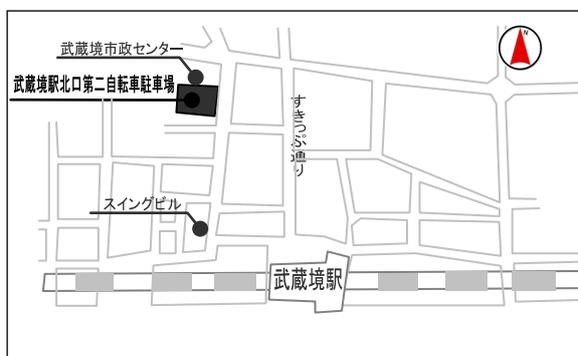 武蔵境市政センター
武蔵境駅北口第二自転車駐車場
すきっぷ通り
スイングビル
武蔵境駅